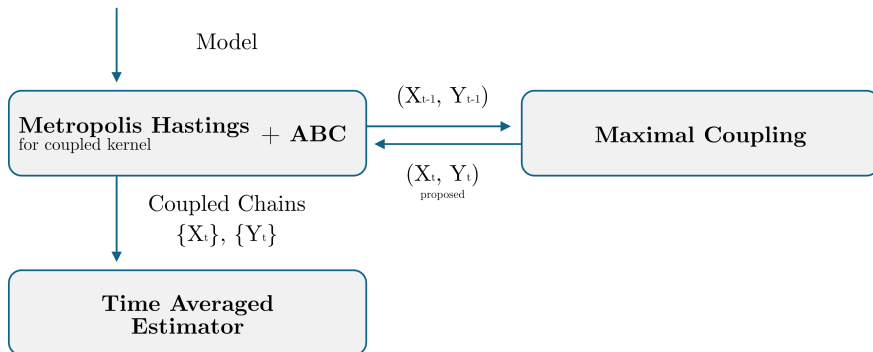 Model
Metropolis Hastings + ABC
for coupled kernel
(Xt-1, Yt-1)
Maximal Coupling
(Xt, Yt)
proposed
Coupled Chains
{Xt}, {Yt}
Time Averaged
Estimator